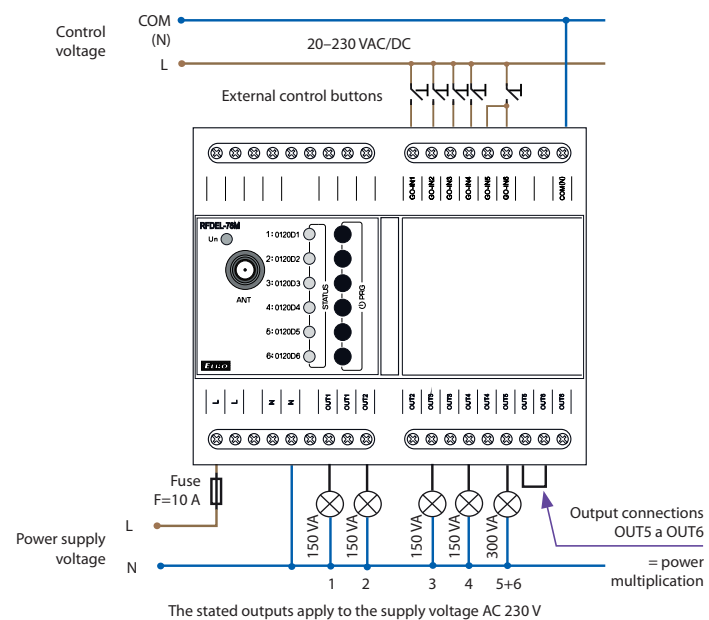 Control
voltage
COM
(N)
L
20–230 VAC/DC
External control buttons
GO-IN1
GO-IN2
GO-IN3
GO-IN4
GO-IN5
GO-IN6
COM(N)
RFDEL-76M
Un
ANT
1: 0120D1
2: 0120D2
3: 0120D3
4: 0120D4
5: 0120D5
6: 0120D6
STATUS
PRG
ELKO
L
L
N
N
OUT1
OUT1
OUT2
OUT2
OUT3
OUT3
OUT4
OUT4
OUT5
OUT5
OUT6
OUT6
Fuse
F=10 A
150 VA
150 VA
150 VA
150 VA
300 VA
Output connections
OUT5 a OUT6
= power
multiplication
Power supply
voltage
L
N
1
2
3
4
5+6
The stated outputs apply to the supply voltage AC 230 V